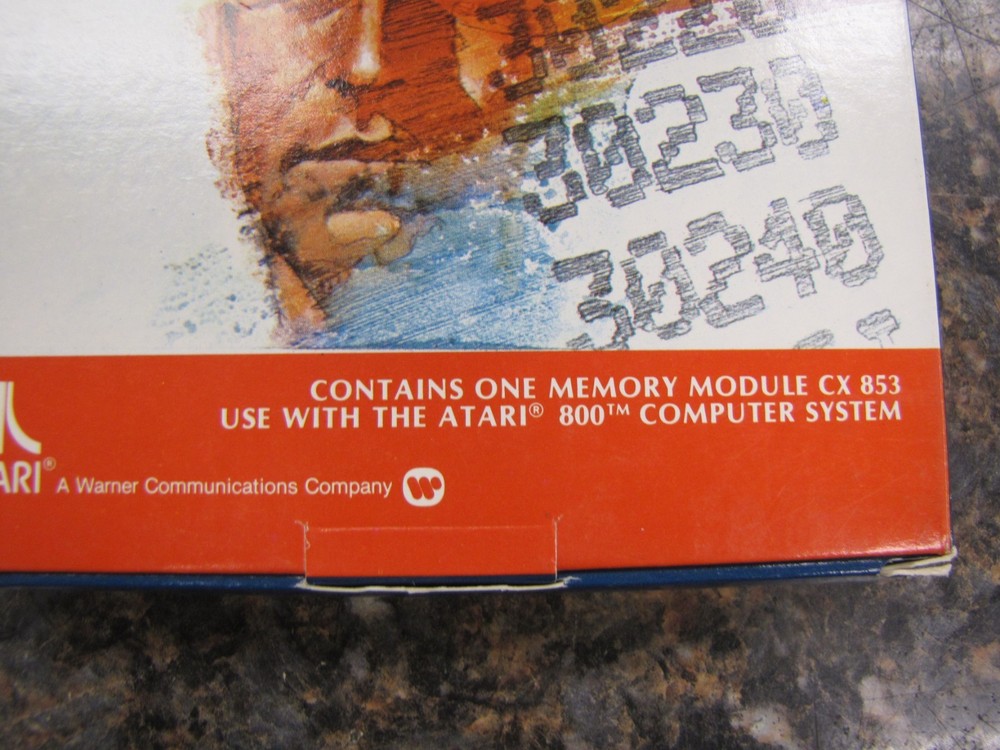 30230
30240
CONTAINS ONE MEMORY MODULE CX 853
USE WITH THE ATARI® 800™ COMPUTER SYSTEM
ARI®
A Warner Communications Company